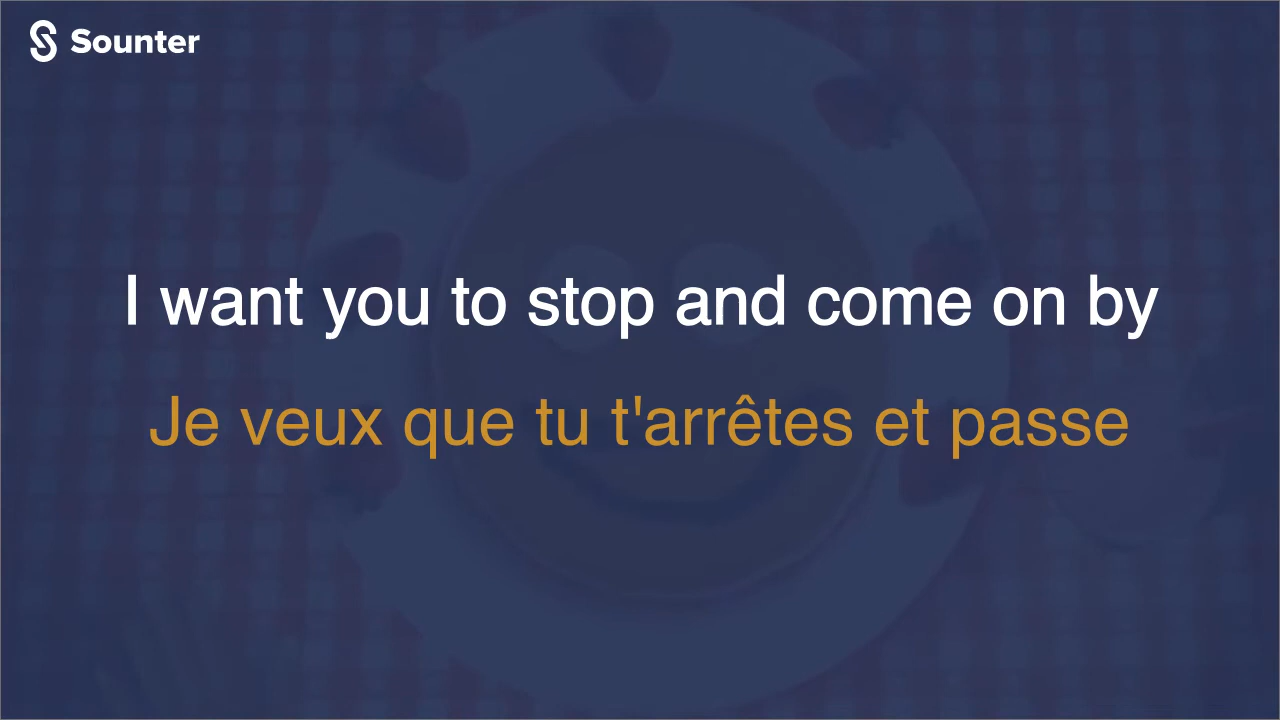 Sounter
I want you to stop and come on by
Je veux que tu t'arrêtes et passe